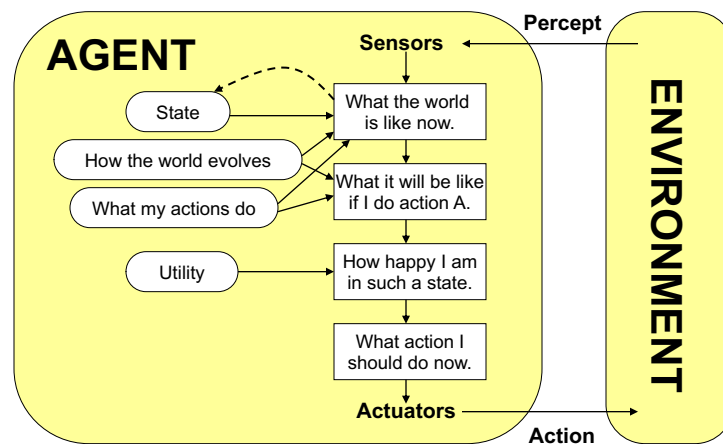 AGENT
Percept
Sensors
State
What the world
is like now.
How the world evolves
What my actions do
What it will be like
if I do action A.
Utility
How happy I am
in such a state.
What action I
should do now.
Actuators
Action
ENVIRONMENT